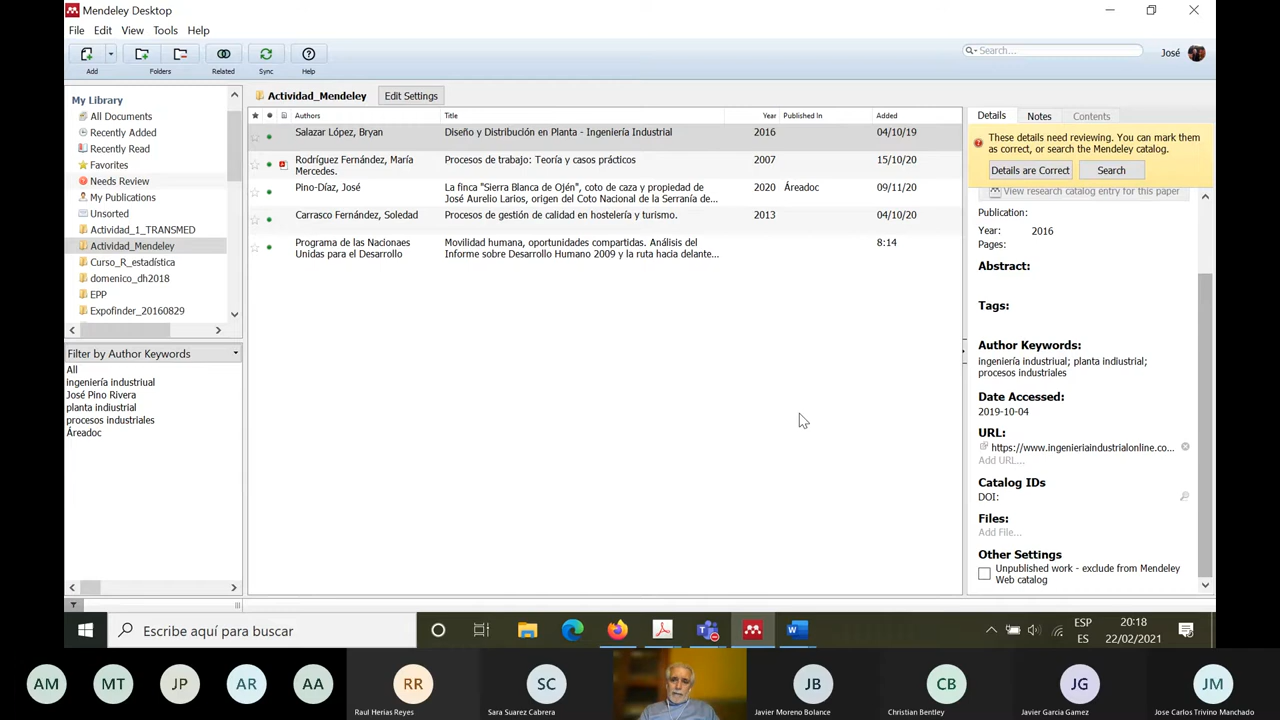 Mendeley Desktop
File Edit View Tools Help
Search...
José
Add Folders Related Sync Help
My Library
All Documents
Recently Added
Recently Read
Favorites
Needs Review
My Publications
Unsorted
Actividad_1_TRANSMED
Actividad_Mendeley
Curso_R_estadística
domenico_dh2018
EPP
Expofinder_20160829
Filter by Author Keywords
All
ingeniería industriual
José Pino Rivera
planta indiustrial
procesos industriales
Áreadoc
Actividad_Mendeley Edit Settings
Authors Title Year Published In Added
Salazar López, Bryan Diseño y Distribución en Planta - Ingeniería Industrial 2016 04/10/19
Rodríguez Fernández, María Procesos de trabajo: Teoría y casos prácticos 2007 15/10/20
Mercedes.
Pino-Díaz, José La finca "Sierra Blanca de Ojén", coto de caza y propiedad de 2020 Áreadoc 09/11/20
José Aurelio Larios, origen del Coto Nacional de la Serranía de...
Carrasco Fernández, Soledad Procesos de gestión de calidad en hostelería y turismo. 2013 04/10/20
Programa de las Nacionaes Movilidad humana, oportunidades compartidas. Análisis del 8:14
Unidas para el Desarrollo Informe sobre Desarrollo Humano 2009 y la ruta hacia delante...
Details Notes Contents
These details need reviewing. You can mark them
as correct, or search the Mendeley catalog.
Details are Correct Search
View research catalog entry for this paper
Publication:
Year: 2016
Pages:
Abstract:
Tags:
Author Keywords:
ingeniería industriual; planta indiustrial;
procesos industriales
Date Accessed:
2019-10-04
URL:
https://www.ingenieriaindustrialonline.co...
Add URL...
Catalog IDs
DOI:
Files:
Add File...
Other Settings
Unpublished work - exclude from Mendeley
Web catalog
Escribe aquí para buscar
ESP
ES
20:18
22/02/2021
AM MT JP AR AA RR SC JB CB JG JM
Raul Herias Reyes Sara Suarez Cabrera Javier Moreno Bolance Christian Bentley Javier Garcia Gamez Jose Carlos Trivino Manchado